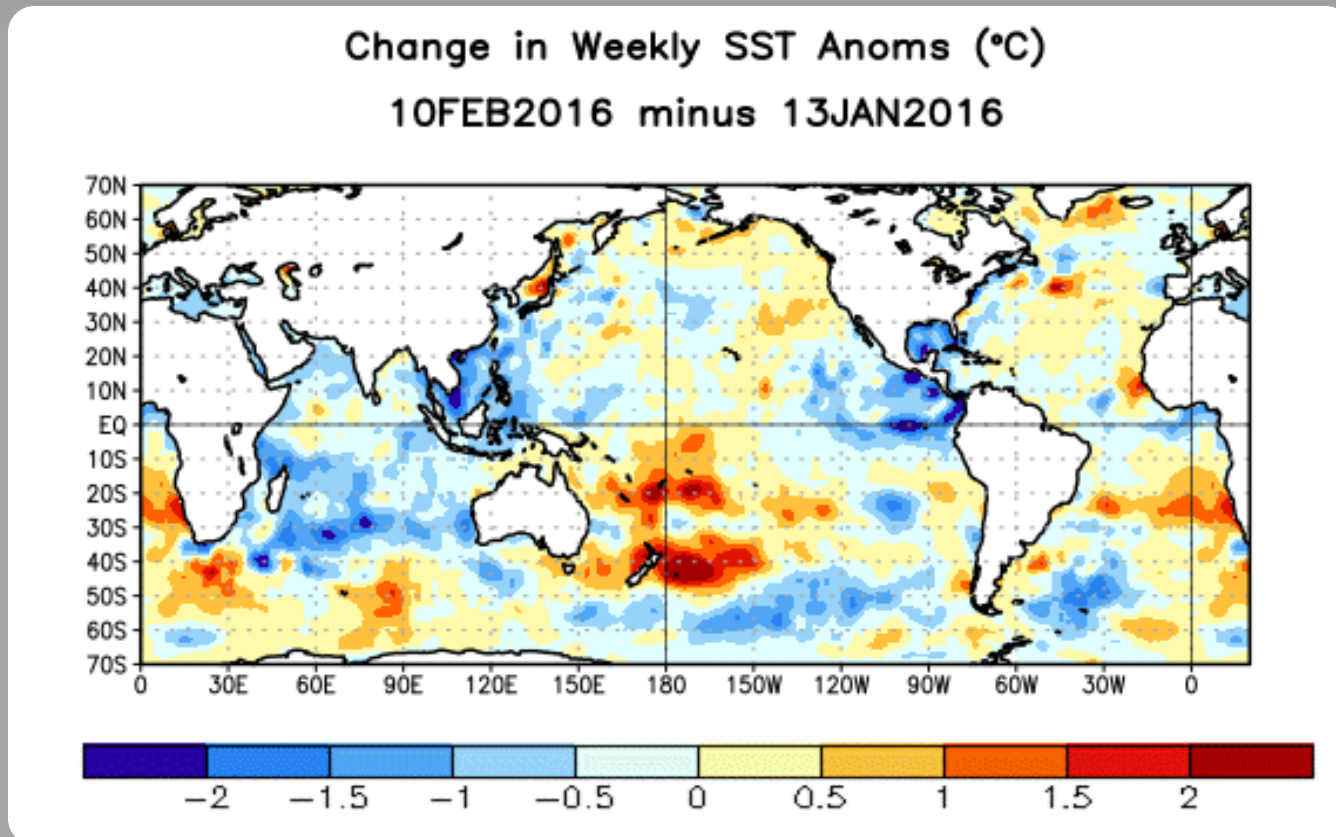 Change in Weekly SST Anoms (°C)
10FEB2016 minus 13JAN2016
70N
60N
50N
40N
30N
20N
10N
EQ
10S
20S
30S
40S
50S
60S
70S
0 30E 60E 90E 120E 150E 180 150W 120W 90W 60W 30W 0
−2 −1.5 −1 −0.5 0 0.5 1 1.5 2